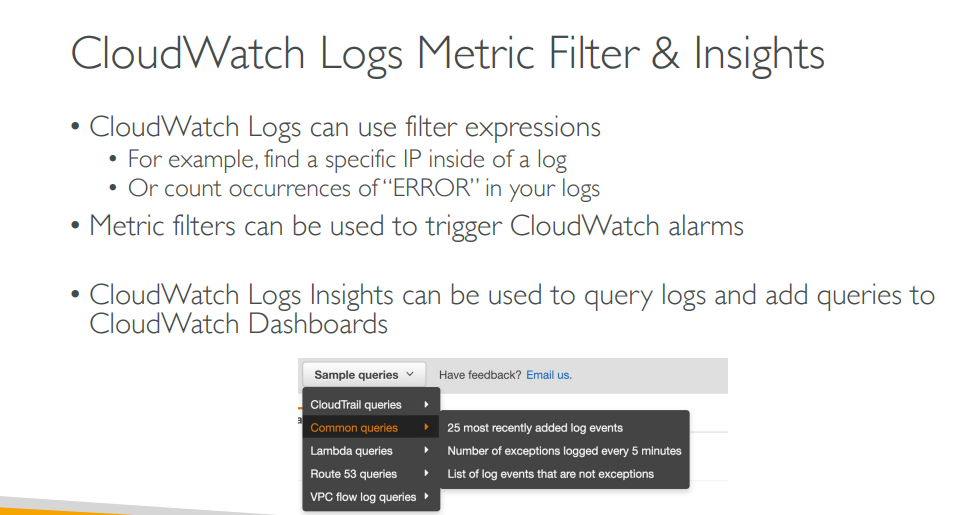 CloudWatch Logs Metric Filter & Insights
• CloudWatch Logs can use filter expressions
• For example, find a specific IP inside of a log
• Or count occurrences of “ERROR” in your logs
• Metric filters can be used to trigger CloudWatch alarms
• CloudWatch Logs Insights can be used to query logs and add queries to
CloudWatch Dashboards
Sample queries Have feedback? Email us.
CloudTrail queries
Common queries
Lambda queries
Route 53 queries
VPC flow log queries
25 most recently added log events
Number of exceptions logged every 5 minutes
List of log events that are not exceptions